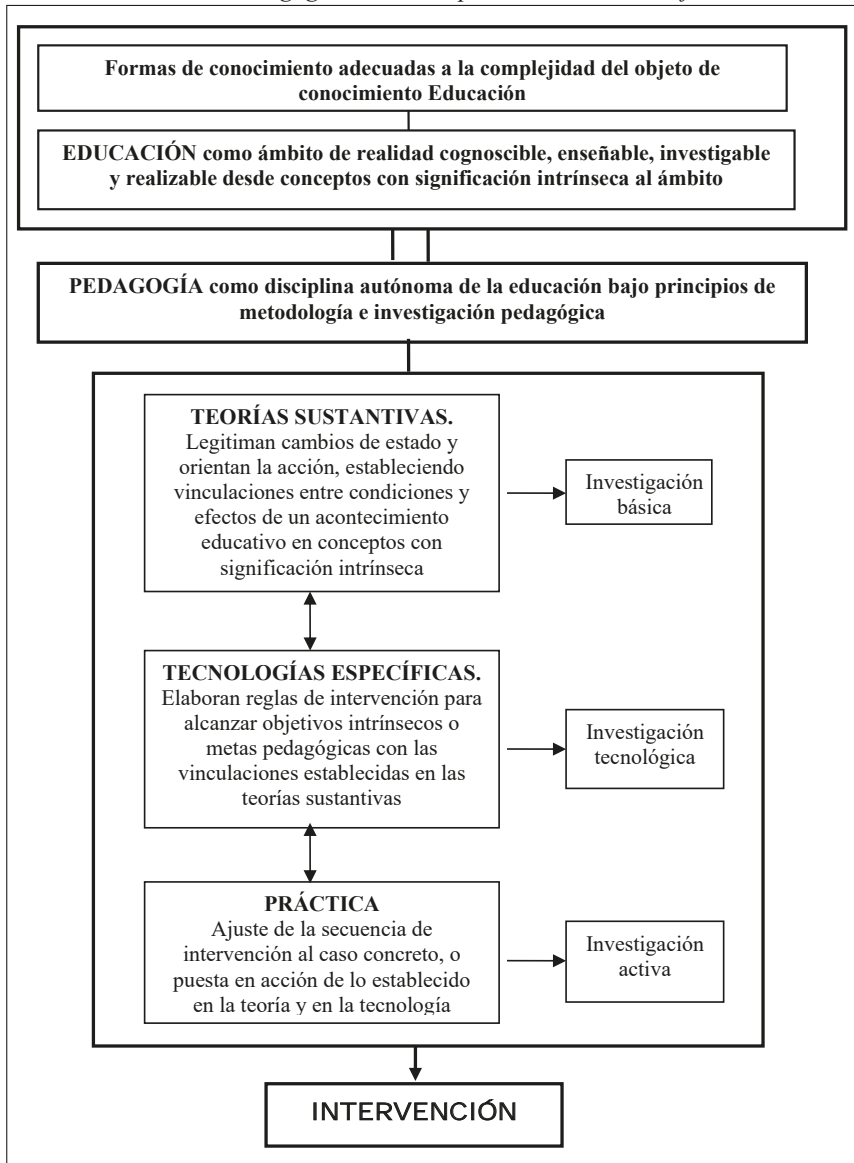 Formas de conocimiento adecuadas a la complejidad del objeto de
conocimiento Educación
EDUCACIÓN como ámbito de realidad cognoscible, enseñable, investigable
y realizable desde conceptos con significación intrínseca al ámbito
PEDAGOGÍA como disciplina autónoma de la educación bajo principios de
metodología e investigación pedagógica
TEORÍAS SUSTANTIVAS.
Legitiman cambios de estado y
orientan la acción, estableciendo
vinculaciones entre condiciones y
efectos de un acontecimiento
educativo en conceptos con
significación intrínseca
Investigación
básica
TECNOLOGÍAS ESPECÍFICAS.
Elaboran reglas de intervención para
alcanzar objetivos intrínsecos o
metas pedagógicas con las
vinculaciones establecidas en las
teorías sustantivas
Investigación
tecnológica
PRÁCTICA
Ajuste de la secuencia de
intervención al caso concreto, o
puesta en acción de lo establecido
en la teoría y en la tecnología
Investigación
activa
INTERVENCIÓN